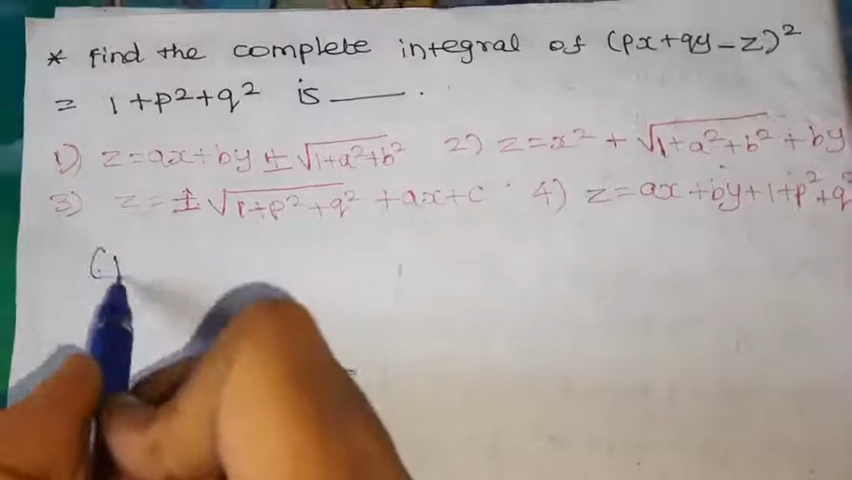 * find the complete integral of (px+qy-z)²
= 1+p²+q² is ______ .
1) z=ax+by ± √1+a²+b² 2) z=x² + √1+a²+b² + by
3) z=± √1+p²+q² +ax+c . 4) z=ax+by+1+p²+q²
(